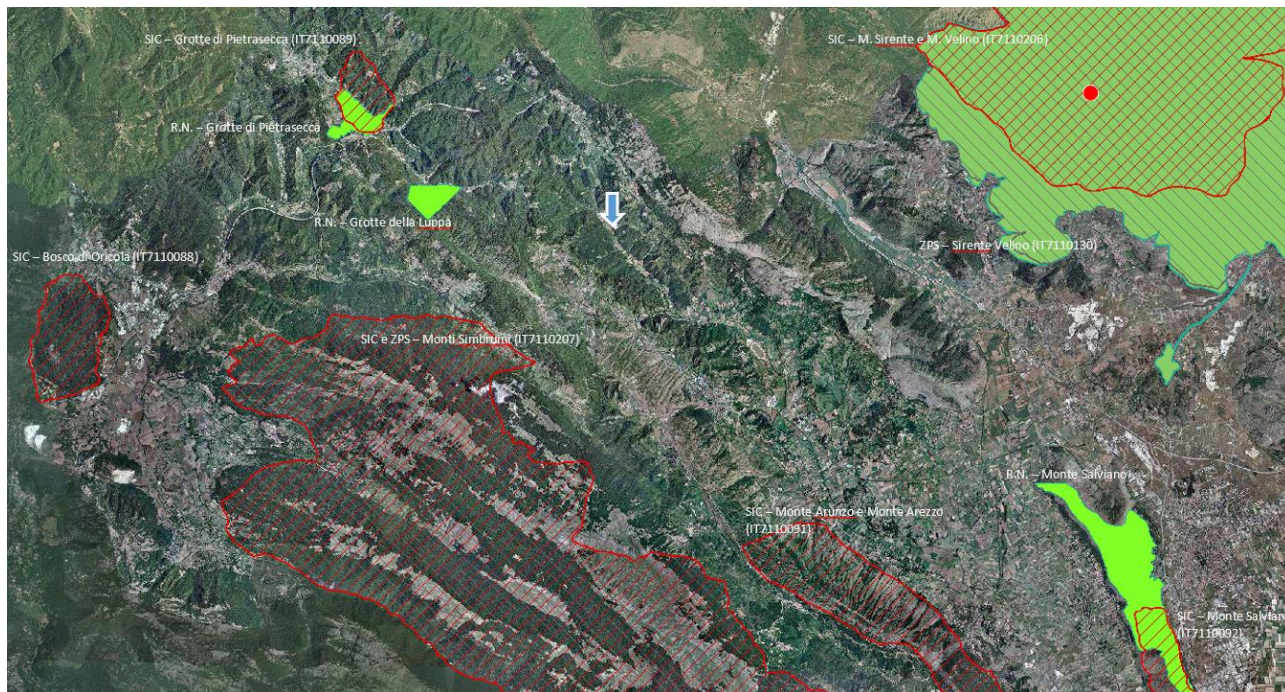 SIC – Grotte di Pietrasecca (IT7110089)
SIC – M. Sirente e M. Velino (IT7110206)
R.N. – Grotte di Pietrasecca
R.N. – Grotte della Luppa
ZPS – Sirente Velino (IT7110130)
SIC – Bosco di Oricola (IT7110088)
SIC e ZPS – Monti Simbruini (IT7110207)
R.N. – Monte Salviano
SIC – Monte Arunzo e Monte Arezzo
(IT7110091)
SIC – Monte Salviano
(IT7110092)